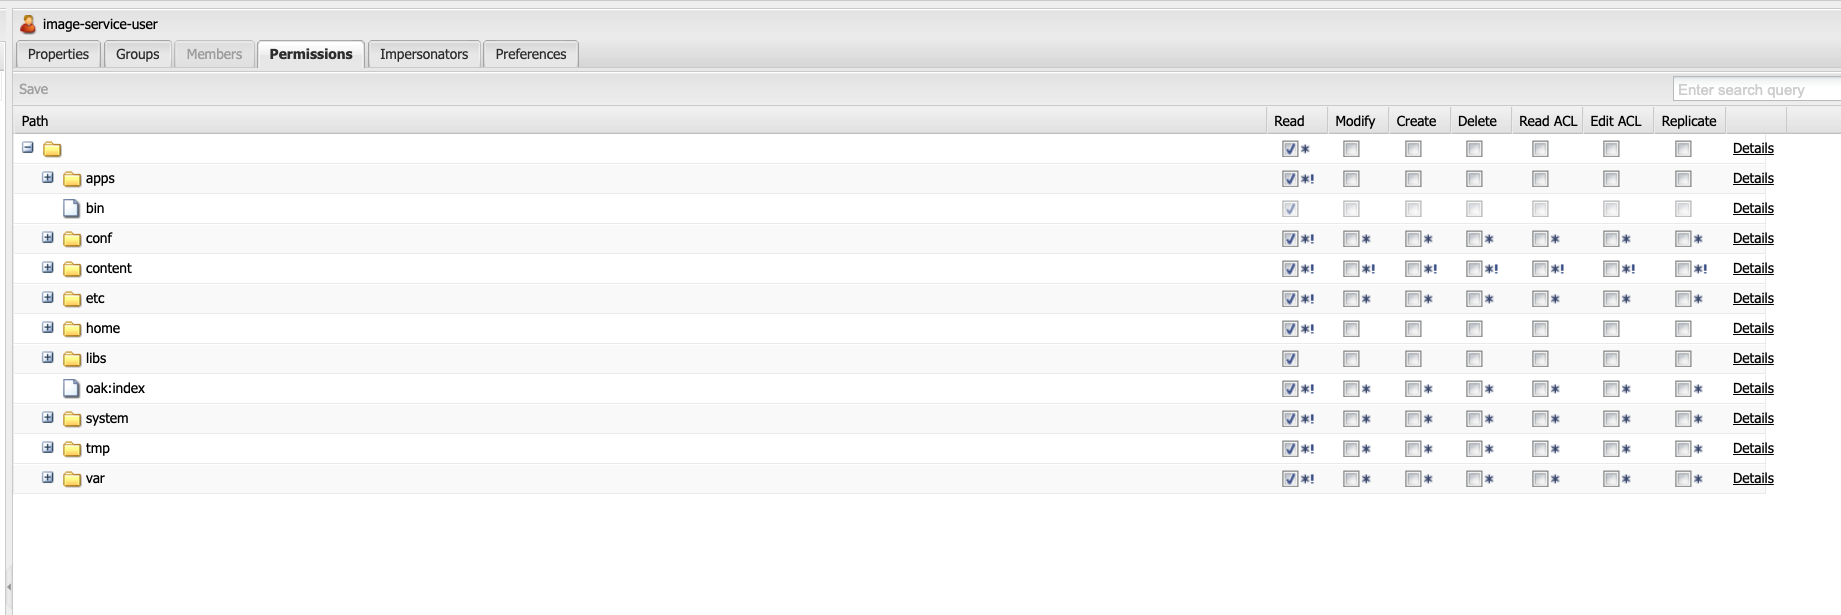 image-service-user
Properties Groups Members Permissions Impersonators Preferences
Save Enter search query
Path Read Modify Create Delete Read ACL Edit ACL Replicate
* Details
apps *! Details
bin Details
conf *! * * * * * * Details
content *! *! *! *! *! *! *! Details
etc *! * * * * * * Details
home *! Details
libs Details
oak:index *! * * * * * * Details
system *! * * * * * * Details
tmp *! * * * * * * Details
var *! * * * * * * Details